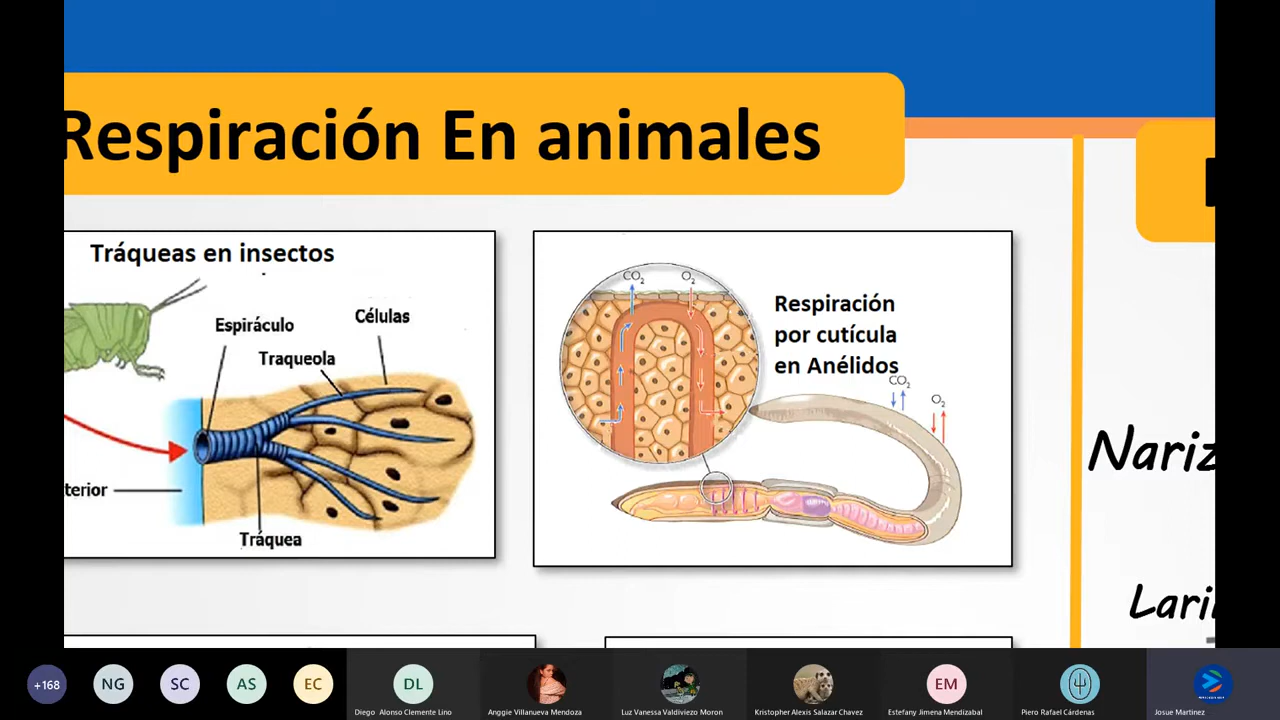 Respiración En animales
Tráqueas en insectos
Espiráculo
Células
Traqueola
terior
Tráquea
CO2
O2
Respiración
por cutícula
en Anélidos
CO2
O2
Nariz
Lari
+168
NG
SC
AS
EC
DL
EM
Diego Alonso Clemente Lino
Anggie Villanueva Mendoza
Luz Vanessa Valdiviezo Moron
Kristopher Alexis Salazar Chavez
Estefany Jimena Mendizabal
Piero Rafael Cárdenas
Josue Martinez